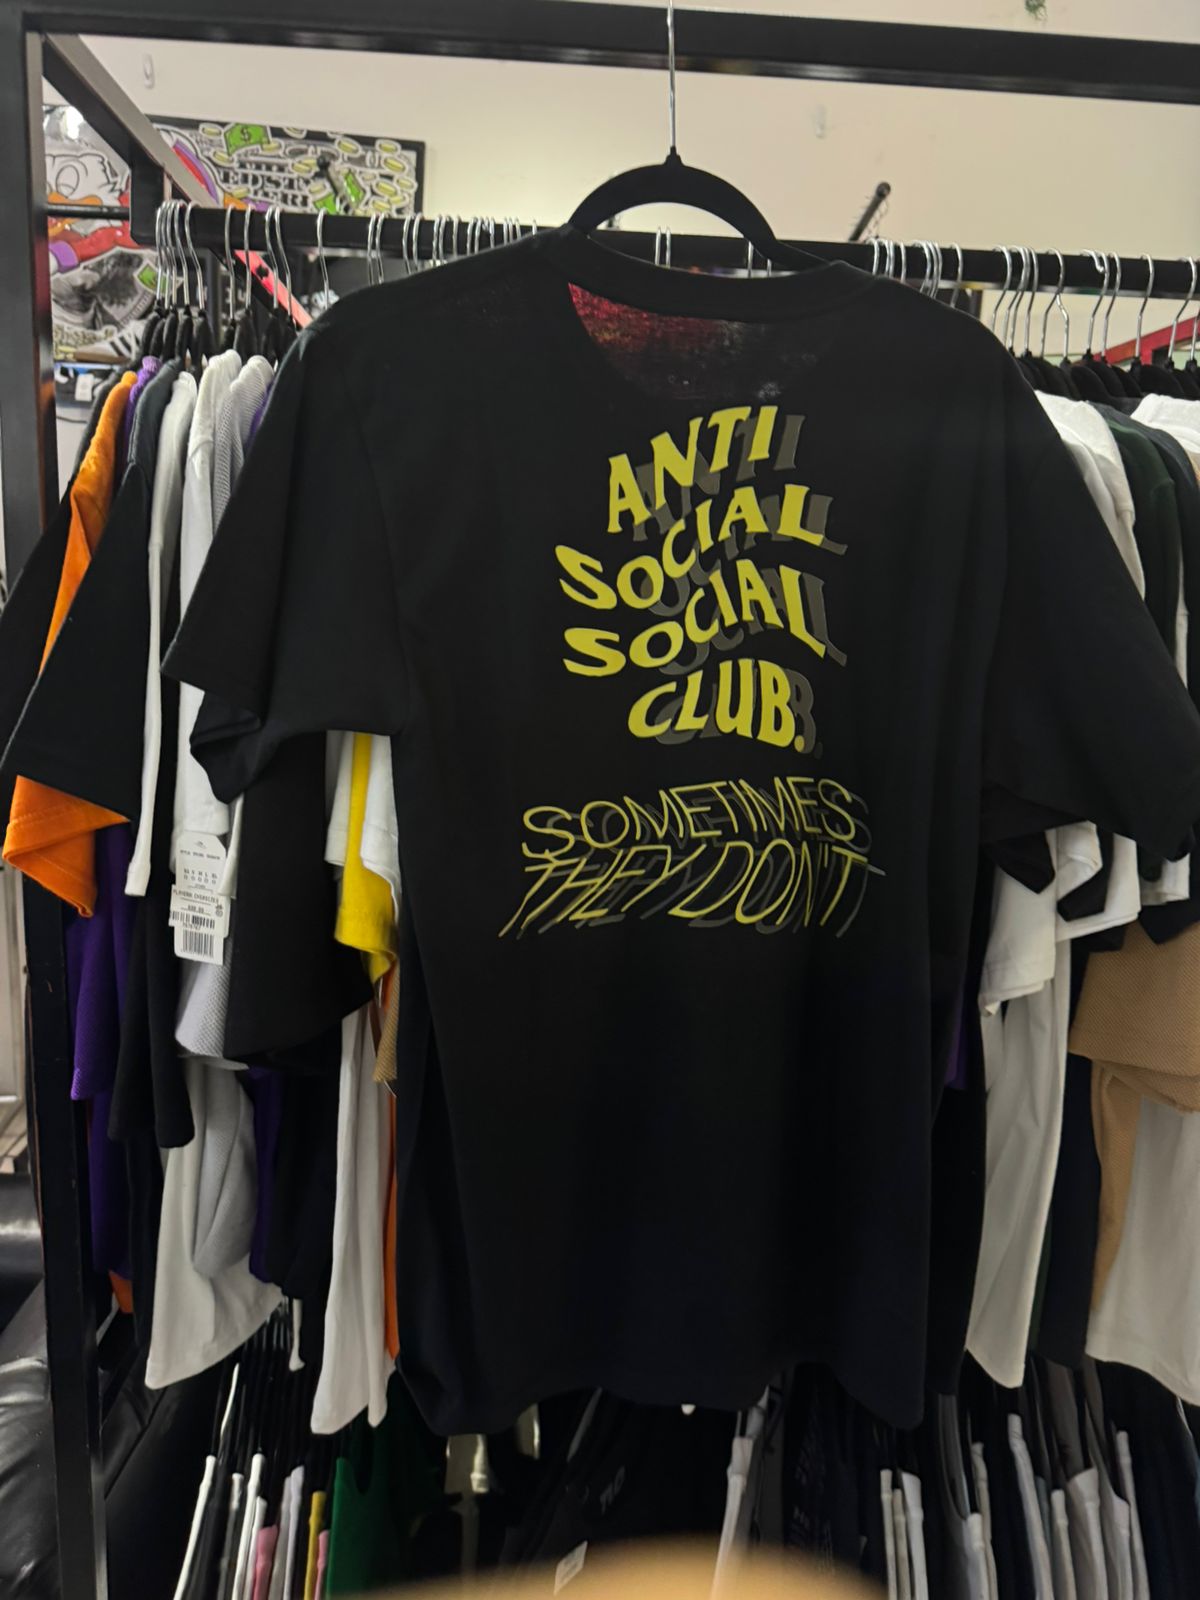 ANTI
SOCIAL
SOCIAL
CLUB.
SOMETIMES
THEY DON'T